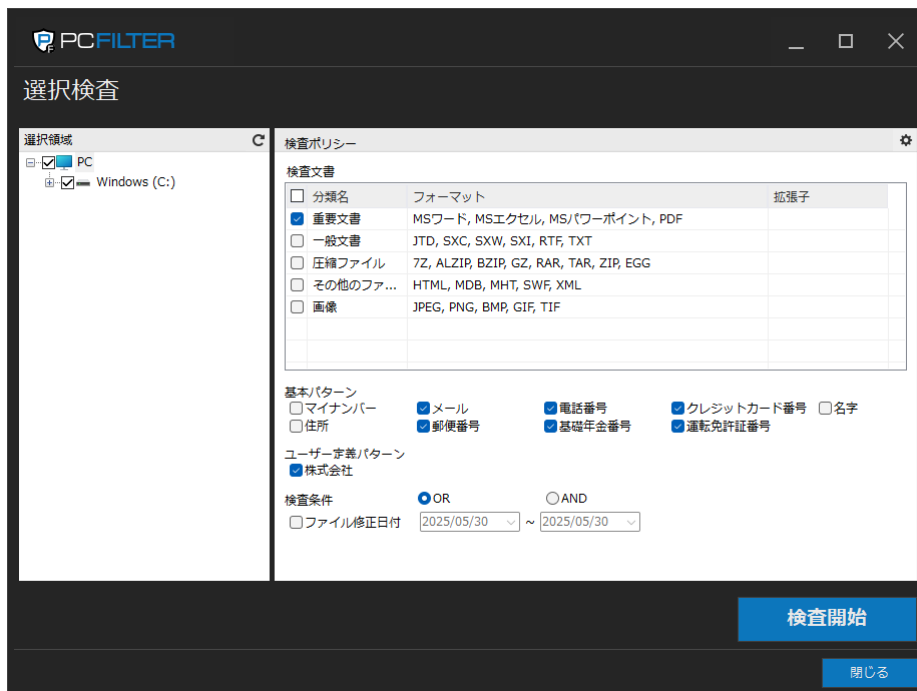 PCFILTER
選択検査
選択領域
PC
Windows (C:)
検査ポリシー
検査文書
分類名 フォーマット 拡張子
重要文書 MSワード, MSエクセル, MSパワーポイント, PDF
一般文書 JTD, SXC, SXW, SXI, RTF, TXT
圧縮ファイル 7Z, ALZIP, BZIP, GZ, RAR, TAR, ZIP, EGG
その他のファ... HTML, MDB, MHT, SWF, XML
画像 JPEG, PNG, BMP, GIF, TIF
基本パターン
マイナンバー メール 電話番号 クレジットカード番号 名字
住所 郵便番号 基礎年金番号 運転免許証番号
ユーザー定義パターン
株式会社
検査条件 OR AND
ファイル修正日付 2025/05/30 ~ 2025/05/30
検査開始
閉じる